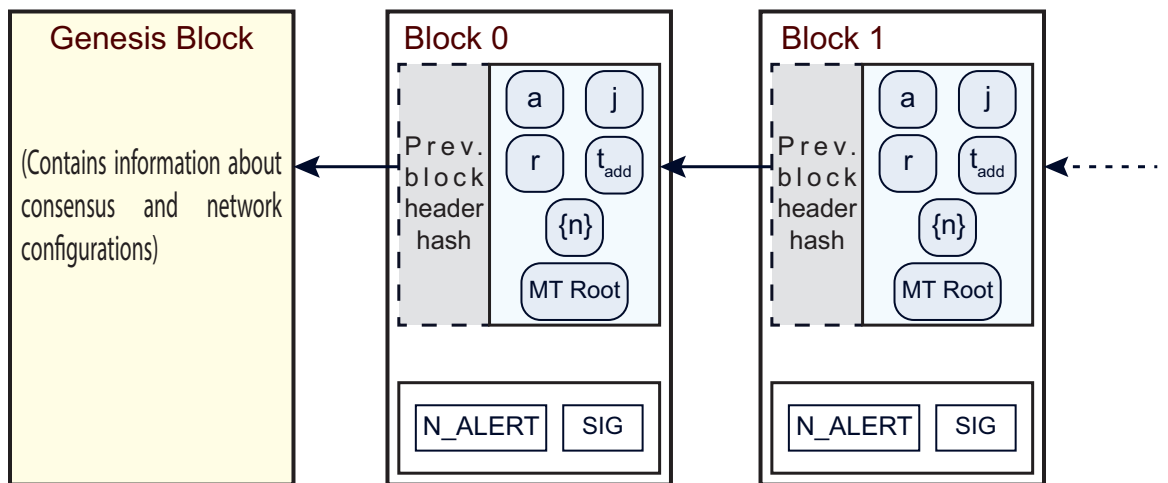 Genesis Block
(Contains information about
consensus and network
configurations)
Block 0
Prev.
block
header
hash
a
j
r
t_add
{n}
MT Root
N_ALERT
SIG
Block 1
Prev.
block
header
hash
a
j
r
t_add
{n}
MT Root
N_ALERT
SIG